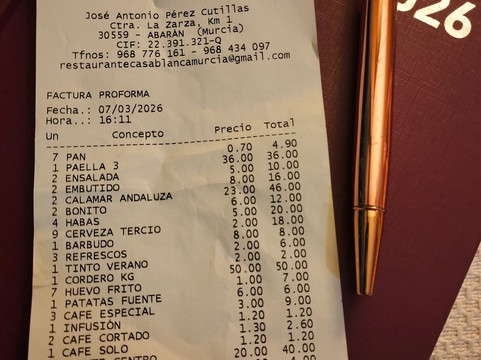 José Antonio Pérez Cutillas
Ctra. La Zarza, Km 1
30559 - ABARÁN (Murcia)
CIF: 22.391.321-Q
Tfnos: 968 776 161 - 968 434 097
restaurantecasablancamurcia@gmail.com
FACTURA PROFORMA
Fecha.: 07/03/2026
Hora..: 16:11
Un Concepto Precio Total
7 PAN 0.70 4.90
1 PAELLA 3 36.00 36.00
2 ENSALADA 5.00 10.00
2 EMBUTIDO 8.00 16.00
2 CALAMAR ANDALUZA 23.00 46.00
2 BONITO 6.00 12.00
4 HABAS 5.00 20.00
9 CERVEZA TERCIO 2.00 18.00
1 BARBUDO 8.00 8.00
3 REFRESCOS 2.00 6.00
1 TINTO VERANO 2.00 2.00
1 CORDERO KG 50.00 50.00
7 HUEVO FRITO 1.00 7.00
1 PATATAS FUENTE 6.00 6.00
3 CAFE ESPECIAL 3.00 9.00
1 INFUSIÓN 1.20 1.20
2 CAFE CORTADO 1.30 2.60
1 CAFE SOLO 1.20 1.20
CENTRO 20.00 40.00
026